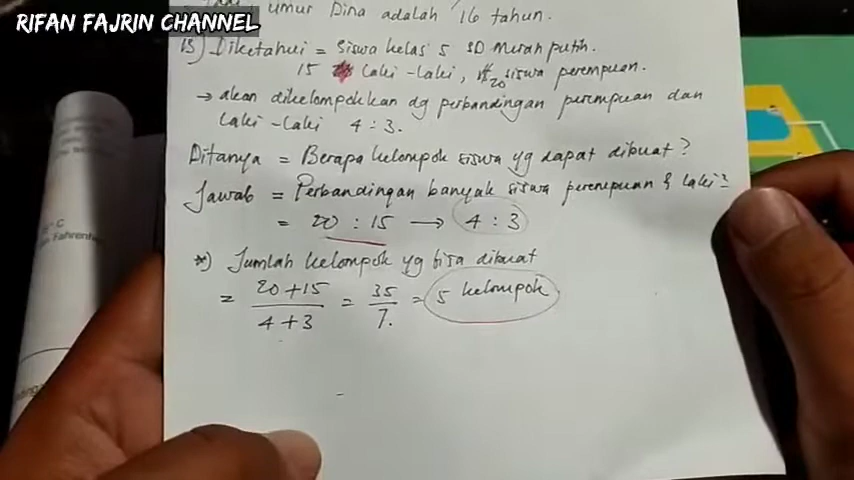 RIFAN FAJRIN CHANNEL
umur Dina adalah 16 tahun.
15) Diketahui = Siswa kelas 5 SD Merah putih.
15 laki-laki, 20 siswa perempuan.
→ akan dikelompokkan dg perbandingan perempuan dan
laki-laki 4 : 3.
Ditanya = Berapa kelompok siswa yg dapat dibuat?
Jawab = Perbandingan banyak siswa perempuan & laki²
= 20 : 15 → 4 : 3
*) Jumlah kelompok yg bisa dibuat
= 20 + 15 / 4 + 3 = 35 / 7 = 5 kelompok
Fahrenheit